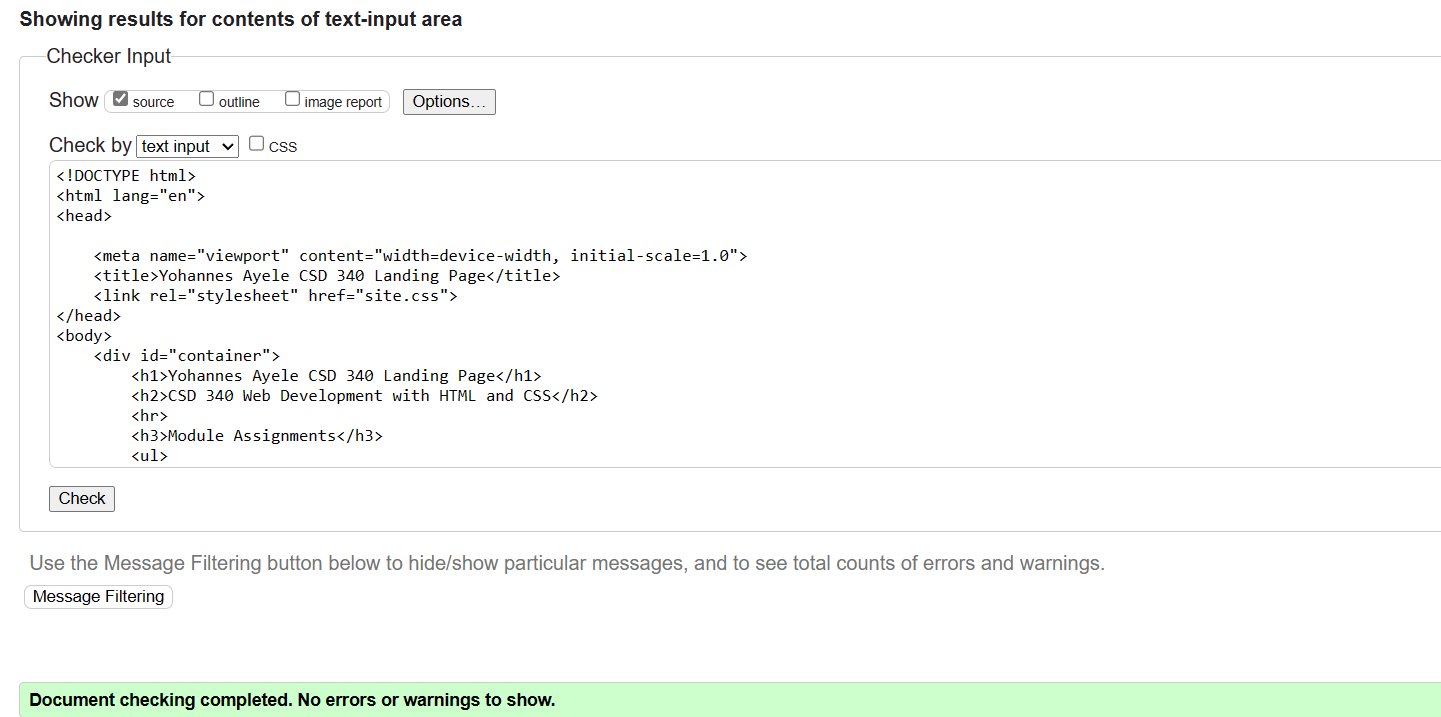 Showing results for contents of text-input area
Checker Input
Show source outline image report Options…
Check by text input CSS
<!DOCTYPE html>
<html lang="en">
<head>

    <meta name="viewport" content="width=device-width, initial-scale=1.0">
    <title>Yohannes Ayele CSD 340 Landing Page</title>
    <link rel="stylesheet" href="site.css">
</head>
<body>
    <div id="container">
        <h1>Yohannes Ayele CSD 340 Landing Page</h1>
        <h2>CSD 340 Web Development with HTML and CSS</h2>
        <hr>
        <h3>Module Assignments</h3>
        <ul>
Check
Use the Message Filtering button below to hide/show particular messages, and to see total counts of errors and warnings.
Message Filtering
Document checking completed. No errors or warnings to show.